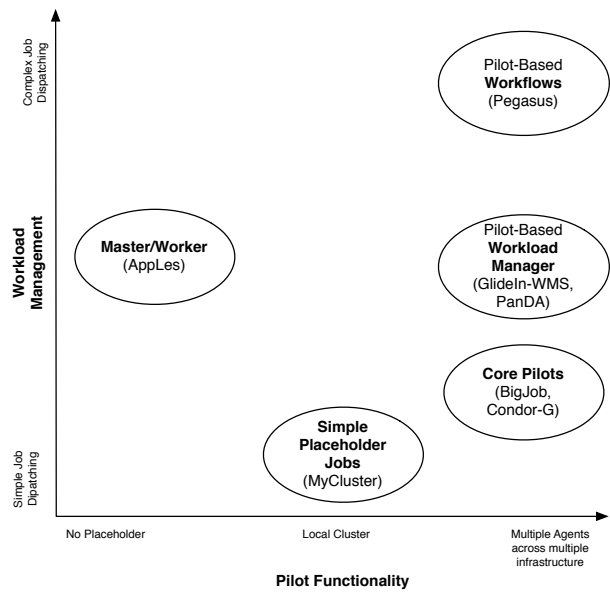 Complex Job
Dispatching
Pilot-Based
Workflows
(Pegasus)
Workload
Management
Master/Worker
(AppLes)
Pilot-Based
Workload
Manager
(GlideIn-WMS,
PanDA)
Core Pilots
(BigJob,
Condor-G)
Simple
Placeholder
Jobs
(MyCluster)
Simple Job
Dipatching
No Placeholder
Local Cluster
Multiple Agents
across multiple
infrastructure
Pilot Functionality